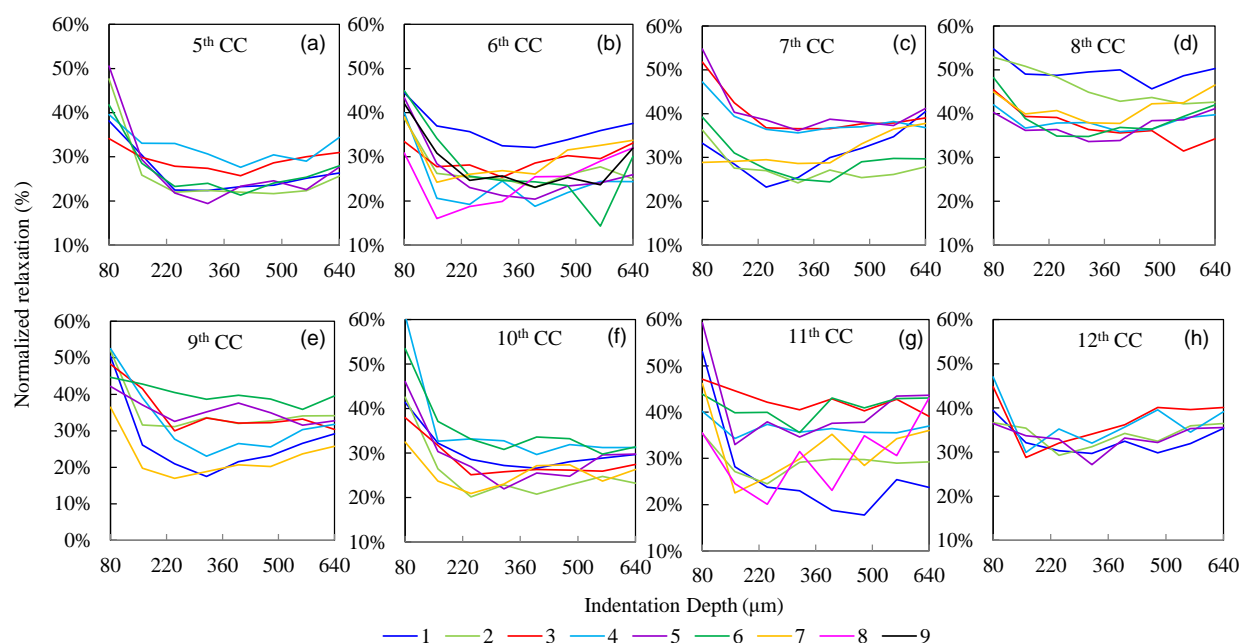 Normalized relaxation (%)
5th CC (a)
60%
50%
40%
30%
20%
10%
80 220 360 500 640
6th CC (b)
60%
50%
40%
30%
20%
10%
80 220 360 500 640
7th CC (c)
60%
50%
40%
30%
20%
10%
80 220 360 500 640
8th CC (d)
60%
50%
40%
30%
20%
10%
80 220 360 500 640
9th CC (e)
60%
50%
40%
30%
20%
10%
0%
80 220 360 500 640
10th CC (f)
60%
50%
40%
30%
20%
10%
80 220 360 500 640
11th CC (g)
60%
50%
40%
30%
20%
10%
80 220 360 500 640
12th CC (h)
60%
50%
40%
30%
20%
10%
80 220 360 500 640
Indentation Depth (μm)
1 2 3 4 5 6 7 8 9